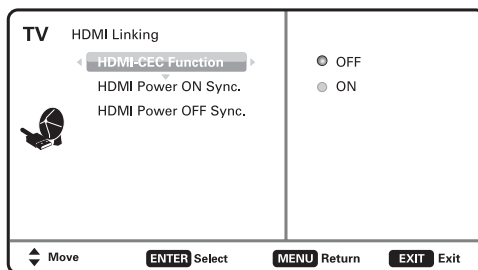 TV HDMI Linking
HDMI-CEC Function
HDMI Power ON Sync.
HDMI Power OFF Sync.
OFF
ON
Move ENTER Select MENU Return EXIT Exit